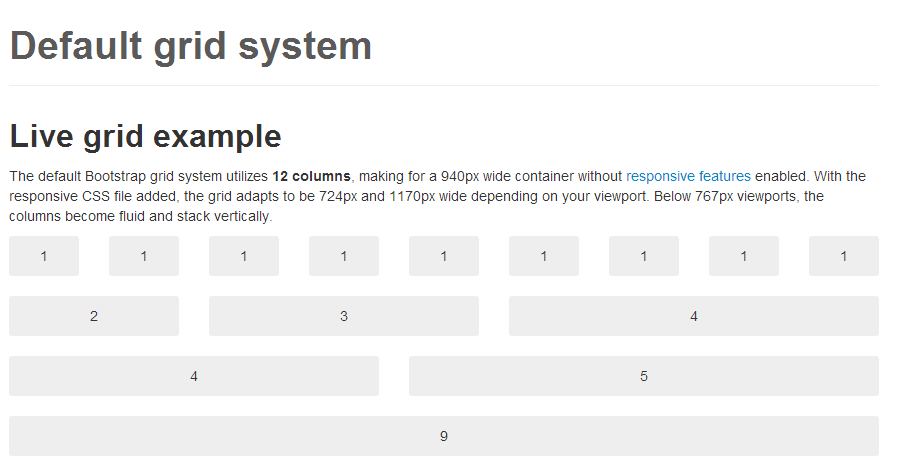 Default grid system
Live grid example
The default Bootstrap grid system utilizes 12 columns, making for a 940px wide container without responsive features enabled. With the
responsive CSS file added, the grid adapts to be 724px and 1170px wide depending on your viewport. Below 767px viewports, the
columns become fluid and stack vertically.
1 1 1 1 1 1 1 1 1
2 3 4
4 5
9